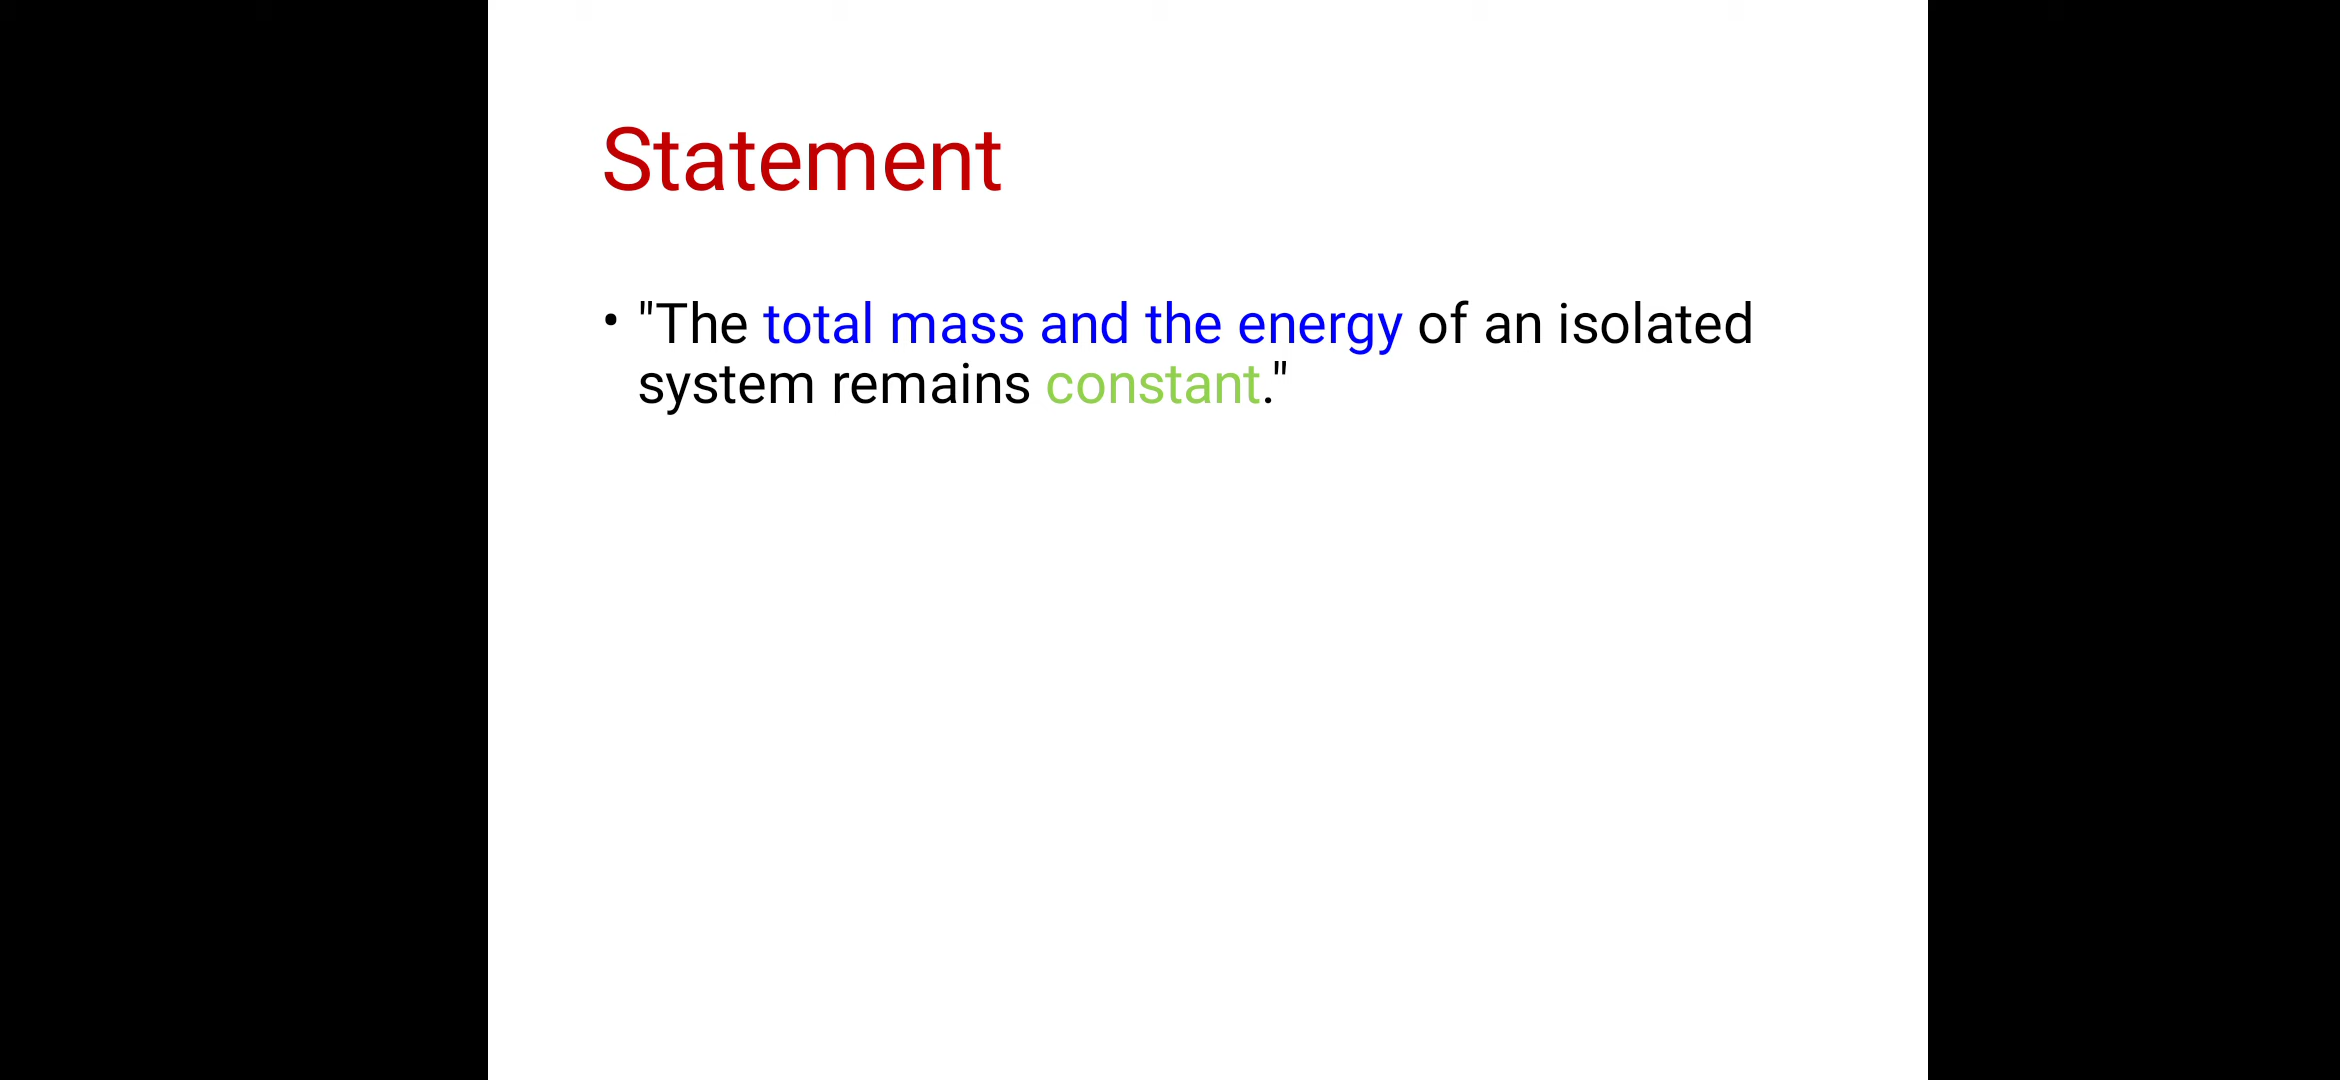 Statement
• "The total mass and the energy of an isolated
system remains constant."